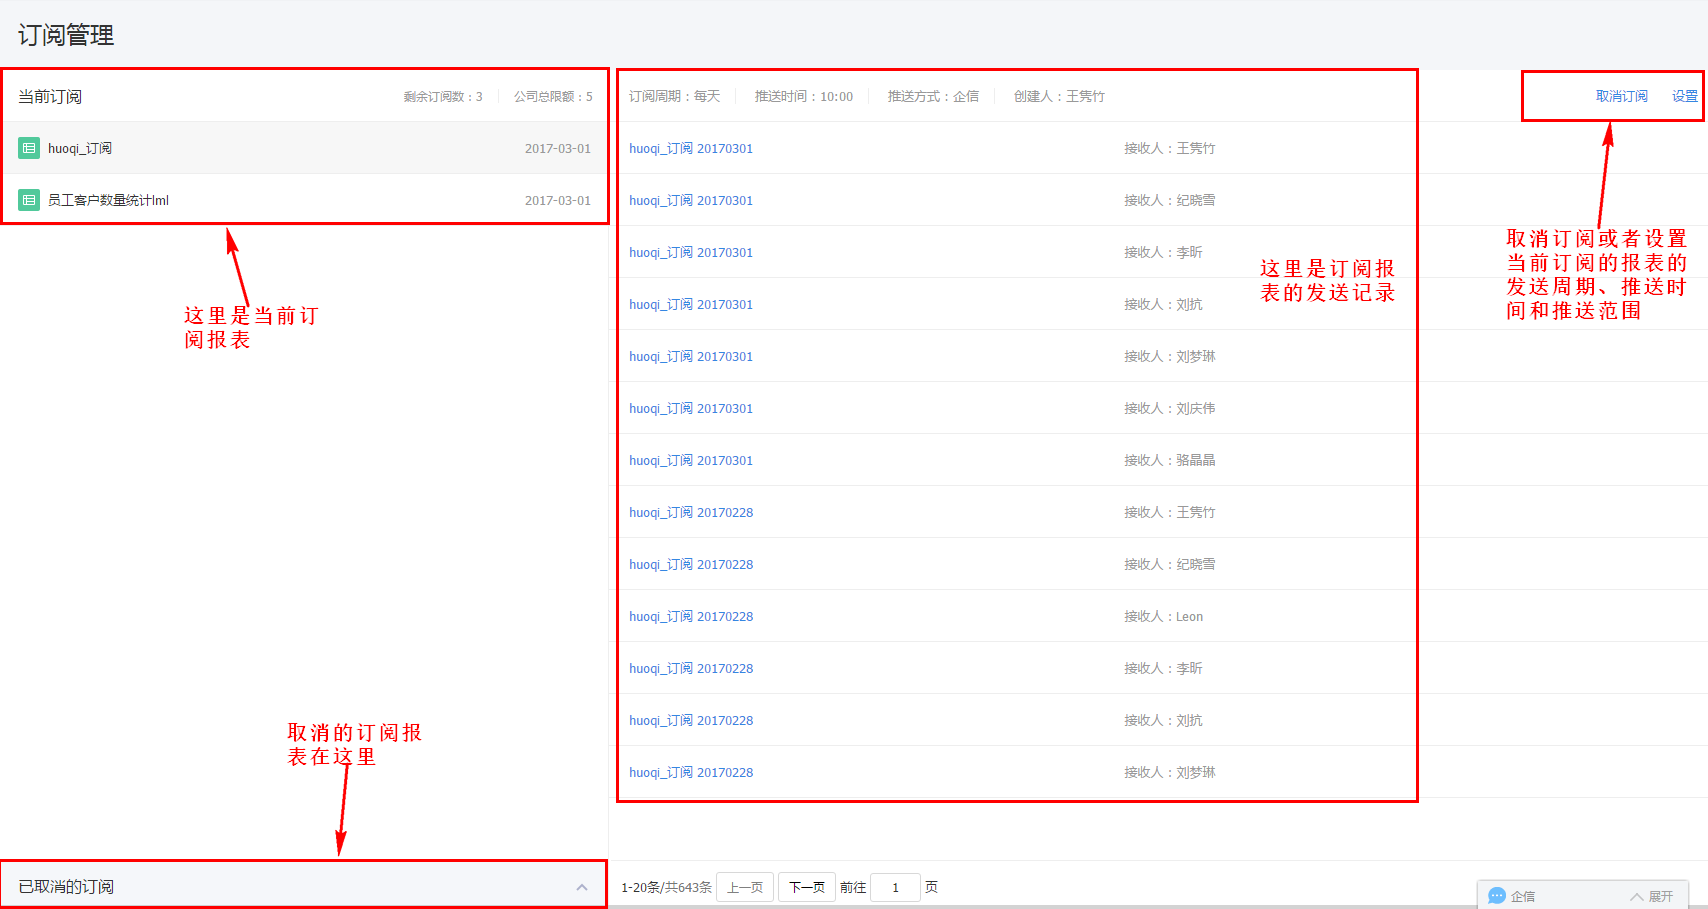 订阅管理
当前订阅 剩余订阅数：3 公司总限额：5
huoqi_订阅 2017-03-01
员工客户数量统计lml 2017-03-01
这里是当前订
阅报表
取消的订阅报
表在这里
已取消的订阅
订阅周期：每天 推送时间：10:00 推送方式：企信 创建人：王凭竹
huoqi_订阅 20170301 接收人：王凭竹
huoqi_订阅 20170301 接收人：纪晓雪
huoqi_订阅 20170301 接收人：李昕
huoqi_订阅 20170301 接收人：刘抗
huoqi_订阅 20170301 接收人：刘梦琳
huoqi_订阅 20170301 接收人：刘庆伟
huoqi_订阅 20170301 接收人：骆晶晶
huoqi_订阅 20170228 接收人：王凭竹
huoqi_订阅 20170228 接收人：纪晓雪
huoqi_订阅 20170228 接收人：Leon
huoqi_订阅 20170228 接收人：李昕
huoqi_订阅 20170228 接收人：刘抗
huoqi_订阅 20170228 接收人：刘梦琳
这里是订阅报
表的发送记录
取消订阅 设置
取消订阅或者设置
当前订阅的报表的
发送周期、推送时
间和推送范围
1-20条/共643条 上一页 下一页 前往 1 页
企信 展开